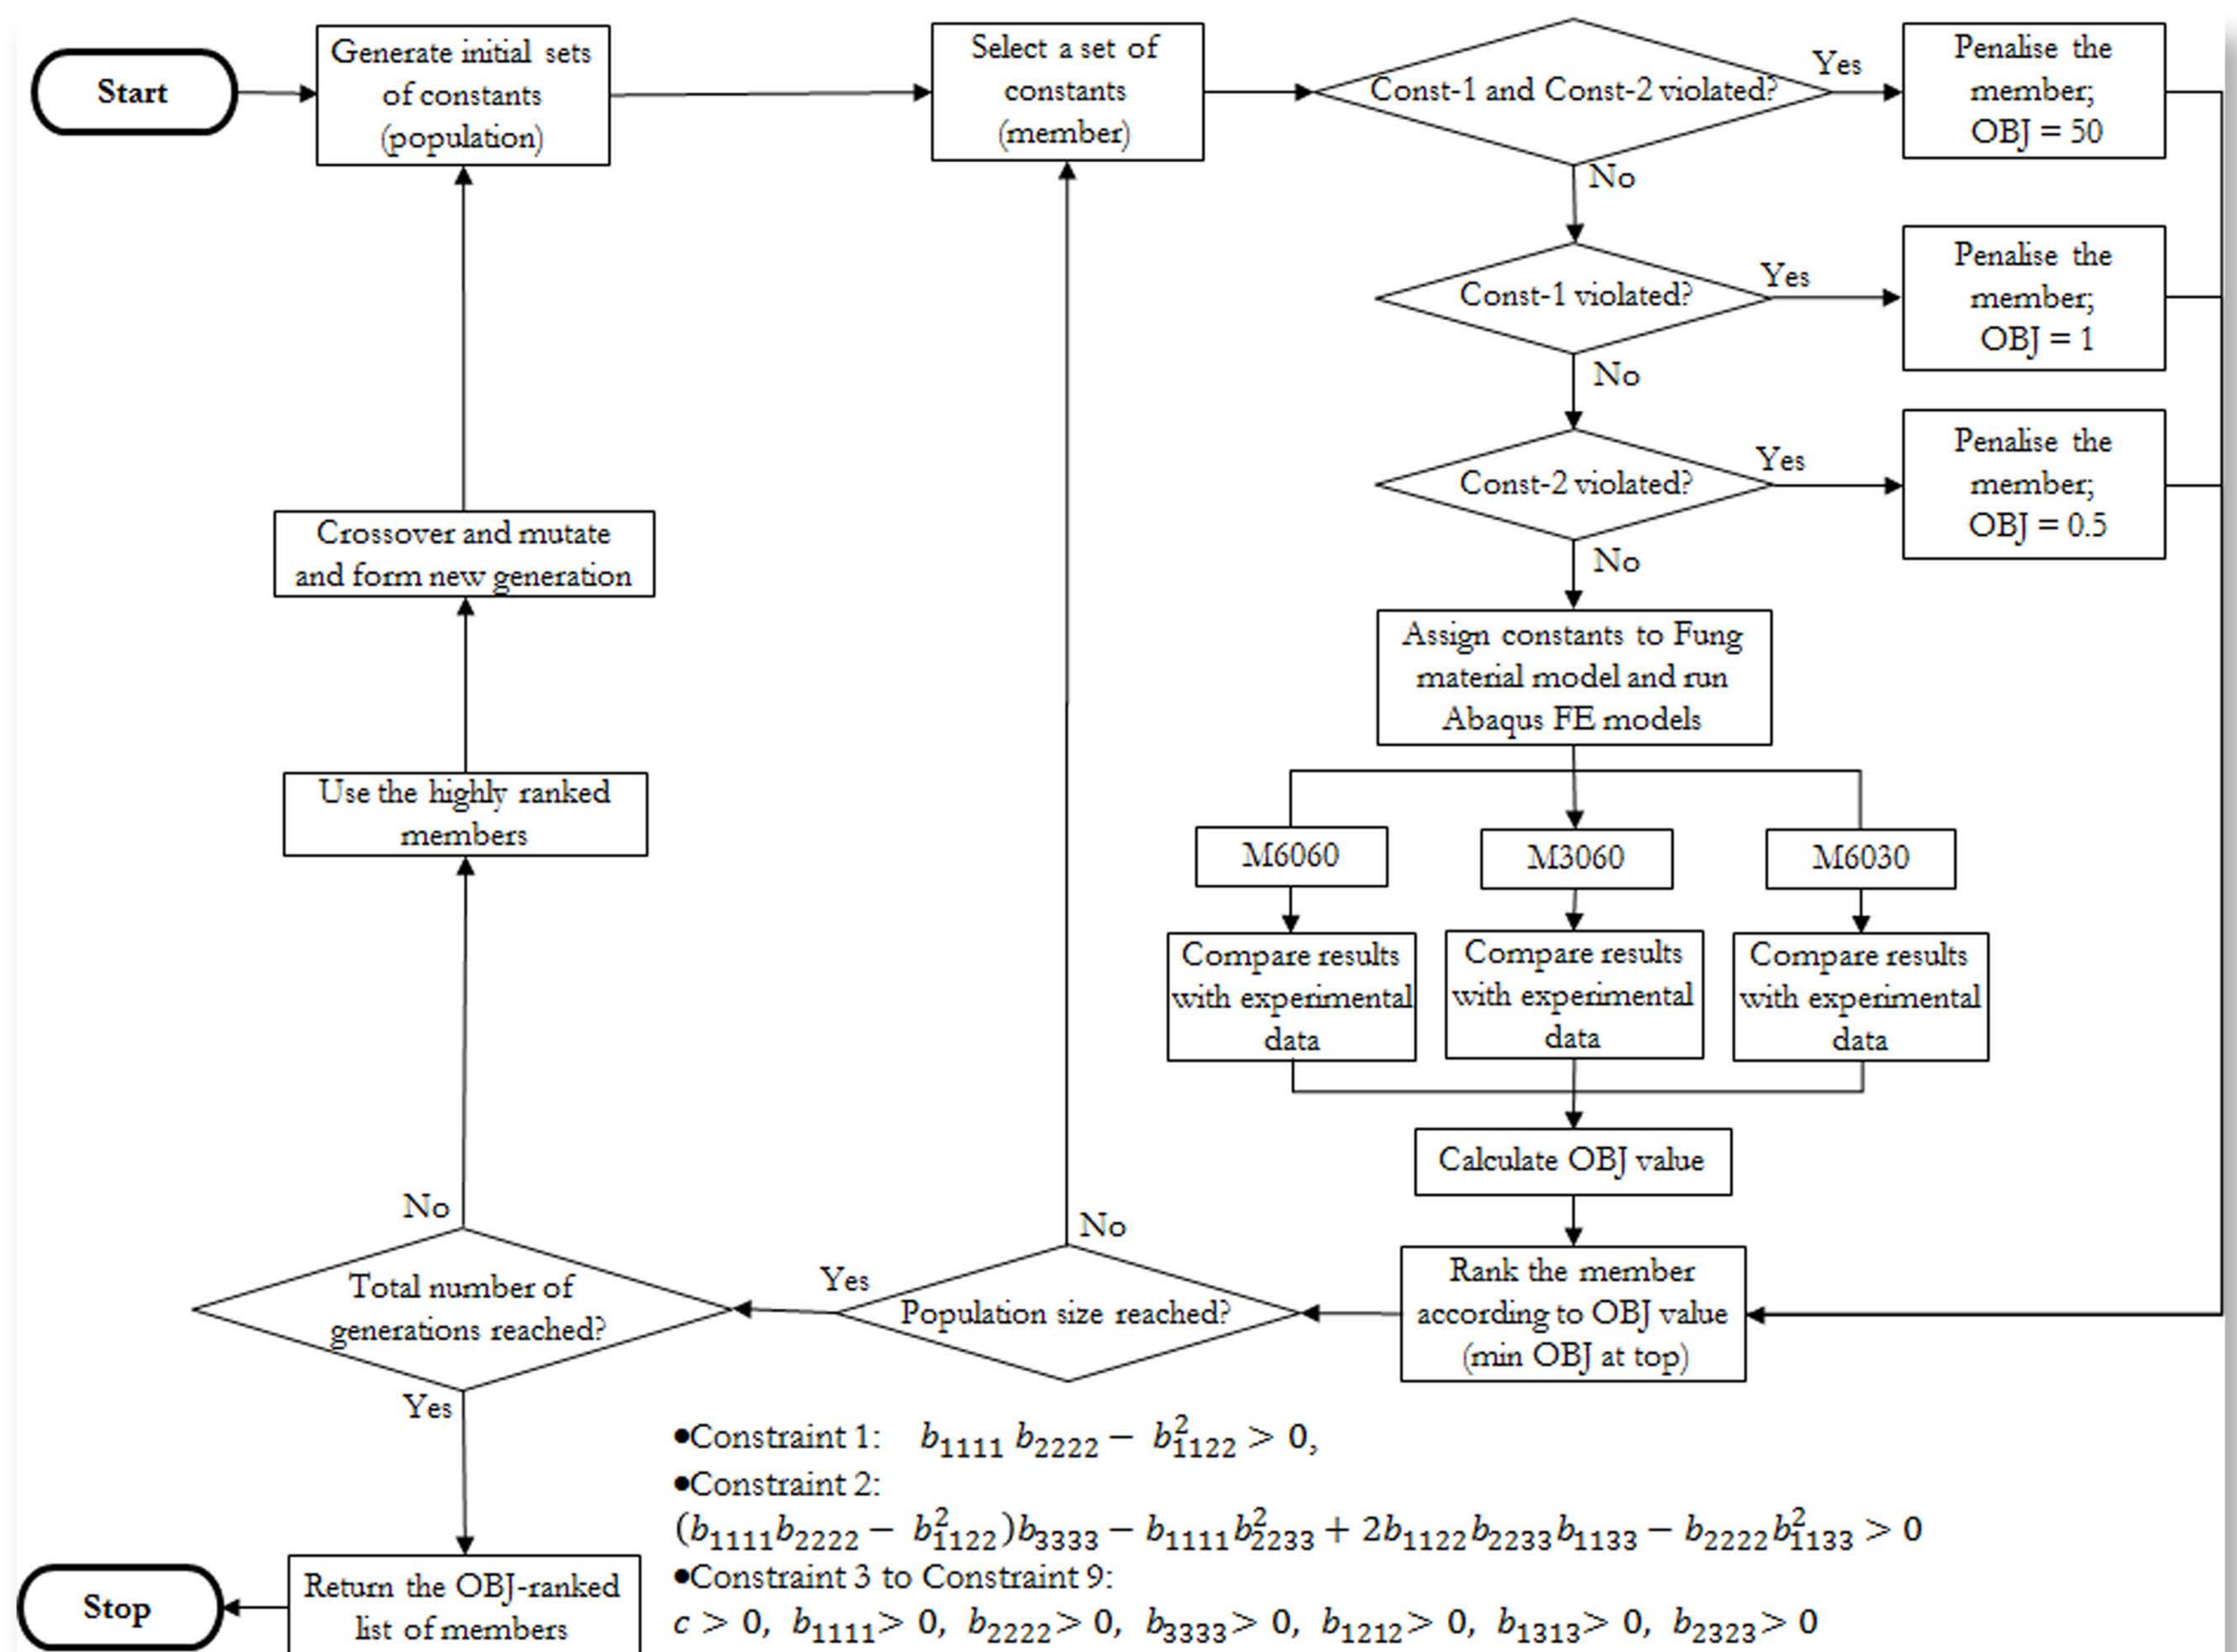 Start
Generate initial sets
of constants
(population)
Select a set of
constants
(member)
Const-1 and Const-2 violated?
Yes
Penalise the
member;
OBJ = 50
No
Const-1 violated?
Yes
Penalise the
member;
OBJ = 1
No
Const-2 violated?
Yes
Penalise the
member;
OBJ = 0.5
No
Assign constants to Fung
material model and run
Abaqus FE models
M6060
M3060
M6030
Compare results
with experimental
data
Compare results
with experimental
data
Compare results
with experimental
data
Calculate OBJ value
Rank the member
according to OBJ value
(min OBJ at top)
Population size reached?
No
Yes
Total number of
generations reached?
No
Use the highly ranked
members
Crossover and mutate
and form new generation
Yes
Return the OBJ-ranked
list of members
Stop
•Constraint 1: b₁₁₁₁ b₂₂₂₂ − b²₁₁₂₂ > 0,
•Constraint 2:
(b₁₁₁₁b₂₂₂₂ − b²₁₁₂₂)b₃₃₃₃ − b₁₁₁₁b²₂₂₃₃ + 2b₁₁₂₂b₂₂₃₃b₁₁₃₃ − b₂₂₂₂b²₁₁₃₃ > 0
•Constraint 3 to Constraint 9:
c > 0, b₁₁₁₁> 0, b₂₂₂₂> 0, b₃₃₃₃> 0, b₁₂₁₂> 0, b₁₃₁₃> 0, b₂₃₂₃> 0